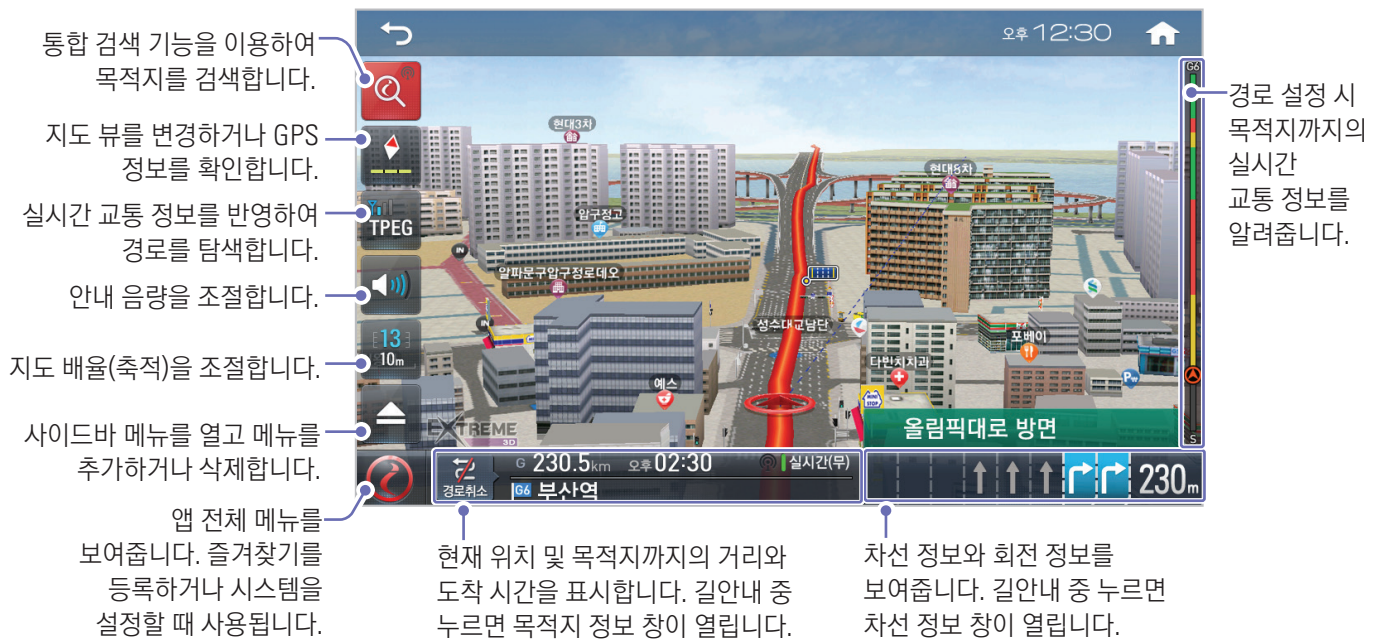 통합 검색 기능을 이용하여
목적지를 검색합니다.
지도 뷰를 변경하거나 GPS
정보를 확인합니다.
실시간 교통 정보를 반영하여
경로를 탐색합니다.
안내 음량을 조절합니다.
지도 배율(축적)을 조절합니다.
사이드바 메뉴를 열고 메뉴를
추가하거나 삭제합니다.
앱 전체 메뉴를
보여줍니다. 즐겨찾기를
등록하거나 시스템을
설정할 때 사용됩니다.
오후 12:30
TPEG
13
10m
현대3차
현대8차
압구정고
IN
알파문구압구정로데오
IN
성수대교남단
포베이
다빈치치과
예스
P
MINI
STOP
EXTREME
3D
올림픽대로 방면
G6
S
경로취소
G 230.5km 오후 02:30 실시간(무)
G6 부산역
230m
경로 설정 시
목적지까지의
실시간
교통 정보를
알려줍니다.
현재 위치 및 목적지까지의 거리와
도착 시간을 표시합니다. 길안내 중
누르면 목적지 정보 창이 열립니다.
차선 정보와 회전 정보를
보여줍니다. 길안내 중 누르면
차선 정보 창이 열립니다.